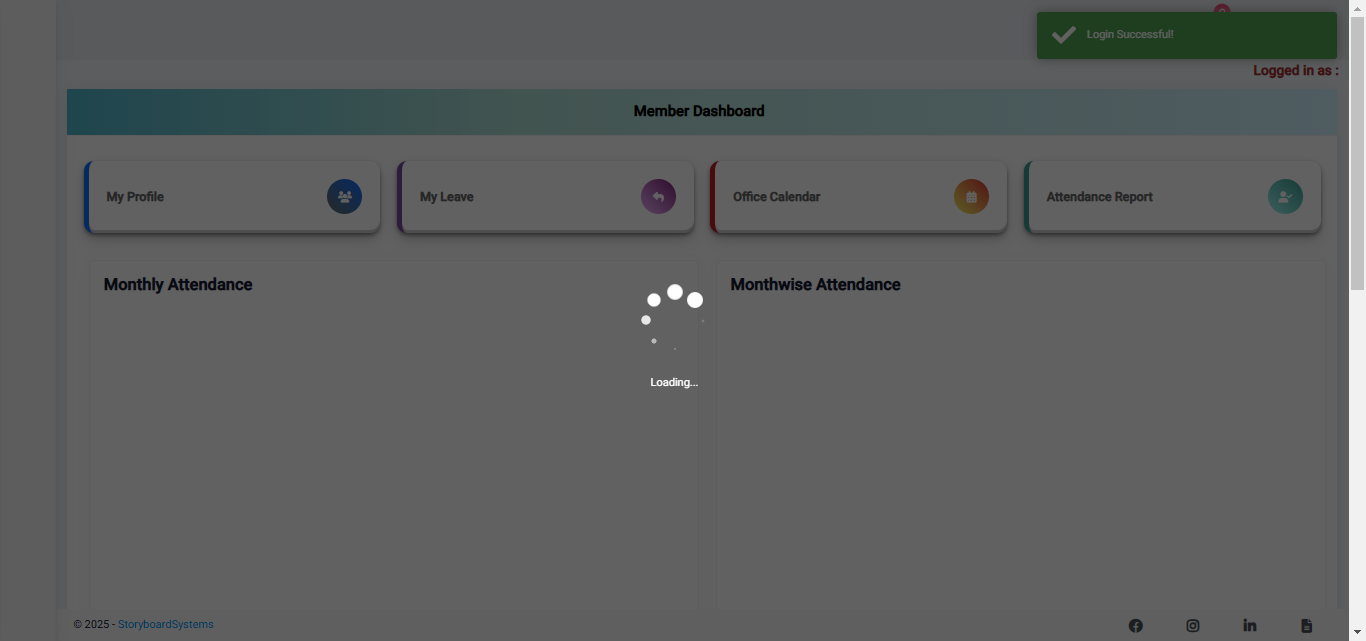 Login Successful!
Logged in as :
Member Dashboard
My Profile
My Leave
Office Calendar
Attendance Report
Monthly Attendance
Monthwise Attendance
Loading...
© 2025 - StoryboardSystems